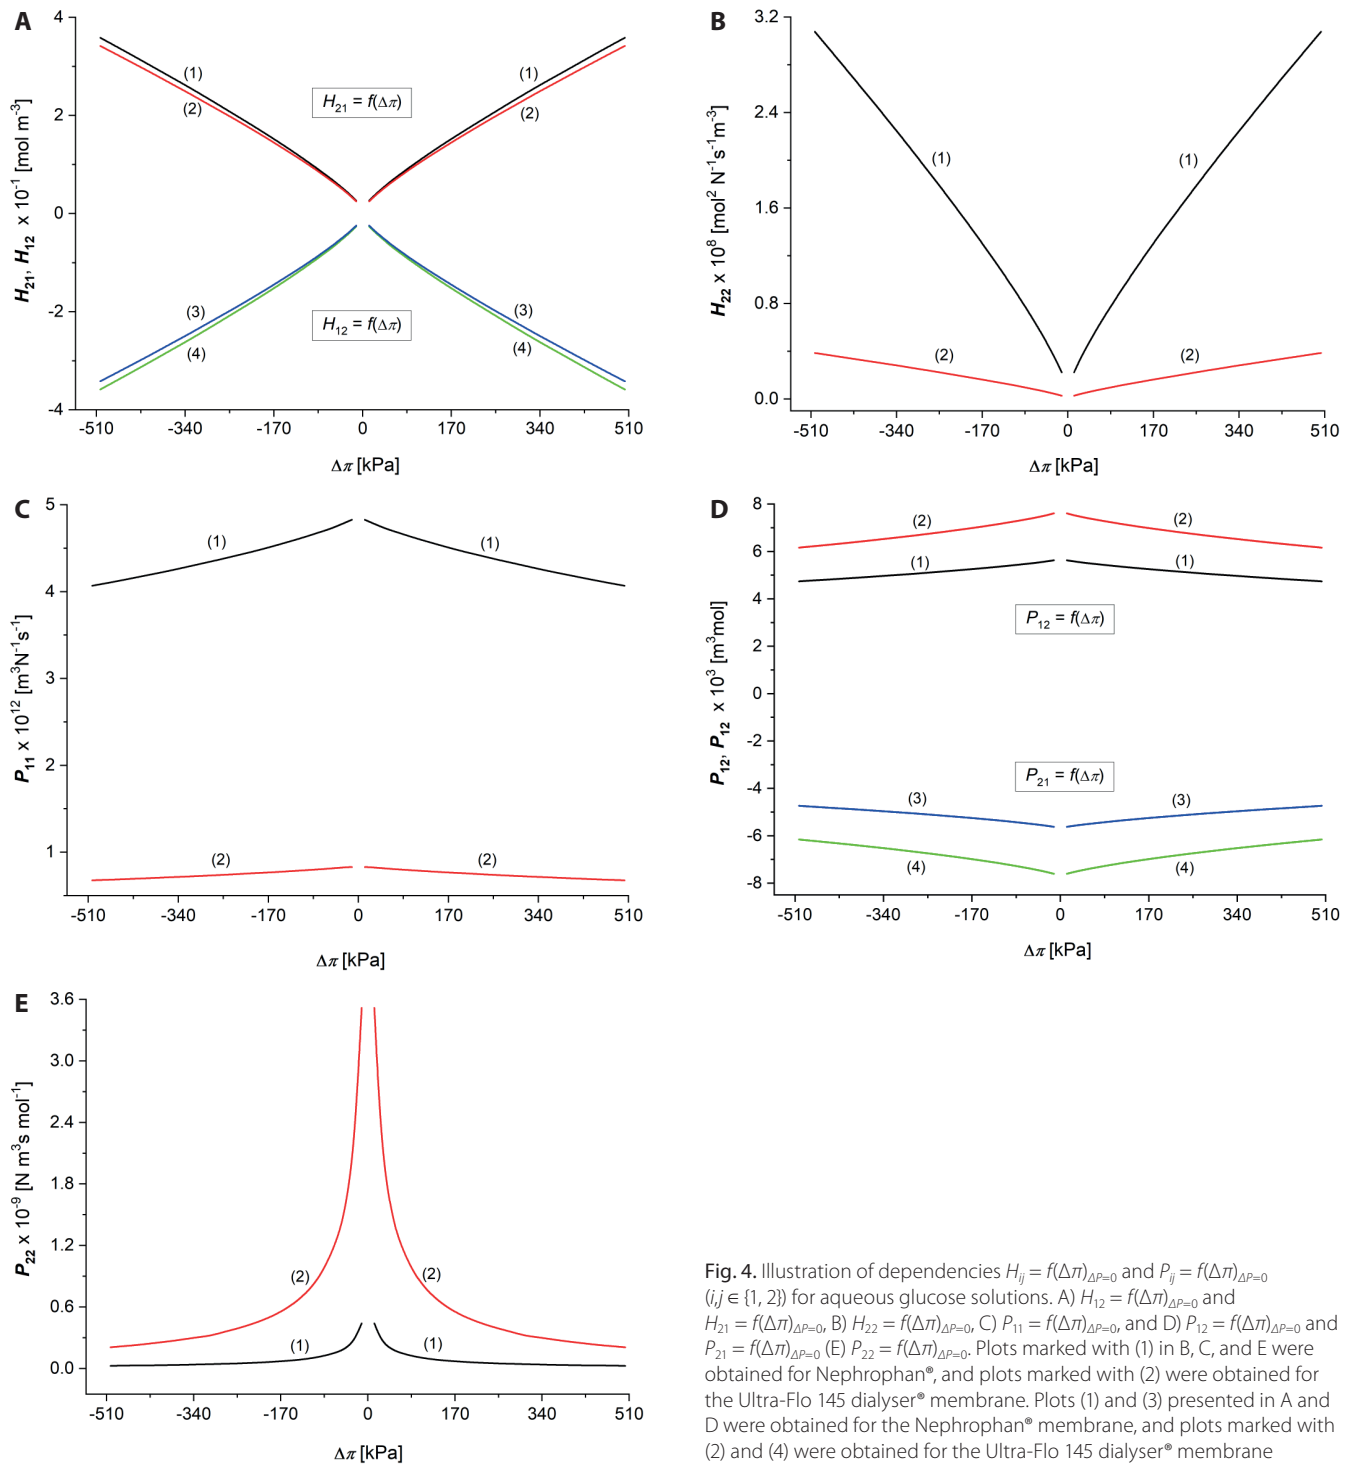 A
H21, H12 x 10-1 [mol m-3]
4
2
0
-2
-4
(1)
(2)
H21 = f(Δπ)
(1)
(2)
(3)
(4)
H12 = f(Δπ)
(3)
(4)
-510 -340 -170 0 170 340 510
Δπ [kPa]
B
H22 x 108 [mol2 N-1s-1m-3]
3.2
2.4
1.6
0.8
0.0
(1)
(1)
(2)
(2)
-510 -340 -170 0 170 340 510
Δπ [kPa]
C
P11 x 1012 [m3N-1s-1]
5
4
3
2
1
(1)
(1)
(2)
(2)
-510 -340 -170 0 170 340 510
Δπ [kPa]
D
P12, P12 x 103 [m3mol]
8
6
4
2
0
-2
-4
-6
-8
(2)
(2)
(1)
(1)
P12 = f(Δπ)
P21 = f(Δπ)
(3)
(3)
(4)
(4)
-510 -340 -170 0 170 340 510
Δπ [kPa]
E
P22 x 10-9 [N m3s mol-1]
3.6
3.0
2.4
1.8
1.2
0.6
0.0
(2)
(2)
(1)
(1)
-510 -340 -170 0 170 340 510
Δπ [kPa]
Fig. 4. Illustration of dependencies Hij = f(Δπ)ΔP=0 and Pij = f(Δπ)ΔP=0
(i,j ∈ {1, 2}) for aqueous glucose solutions. A) H12 = f(Δπ)ΔP=0 and
H21 = f(Δπ)ΔP=0, B) H22 = f(Δπ)ΔP=0, C) P11 = f(Δπ)ΔP=0, and D) P12 = f(Δπ)ΔP=0 and
P21 = f(Δπ)ΔP=0 (E) P22 = f(Δπ)ΔP=0. Plots marked with (1) in B, C, and E were
obtained for Nephrophan®, and plots marked with (2) were obtained for
the Ultra-Flo 145 dialyser® membrane. Plots (1) and (3) presented in A and
D were obtained for the Nephrophan® membrane, and plots marked with
(2) and (4) were obtained for the Ultra-Flo 145 dialyser® membrane